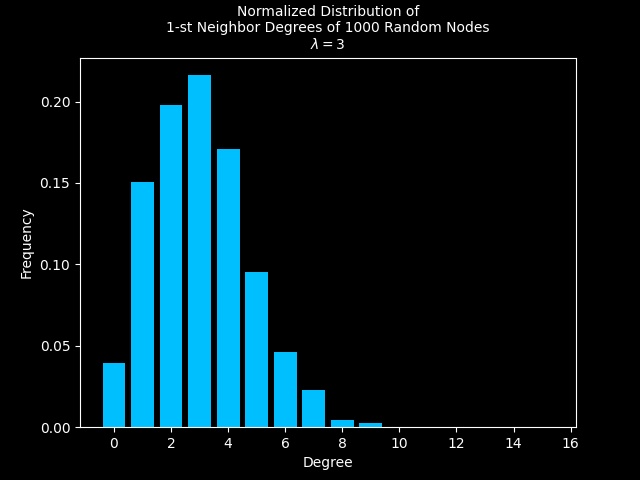 Normalized Distribution of
1-st Neighbor Degrees of 1000 Random Nodes
λ = 3
0.20
0.15
0.10
0.05
0.00
Frequency
0 2 4 6 8 10 12 14 16
Degree